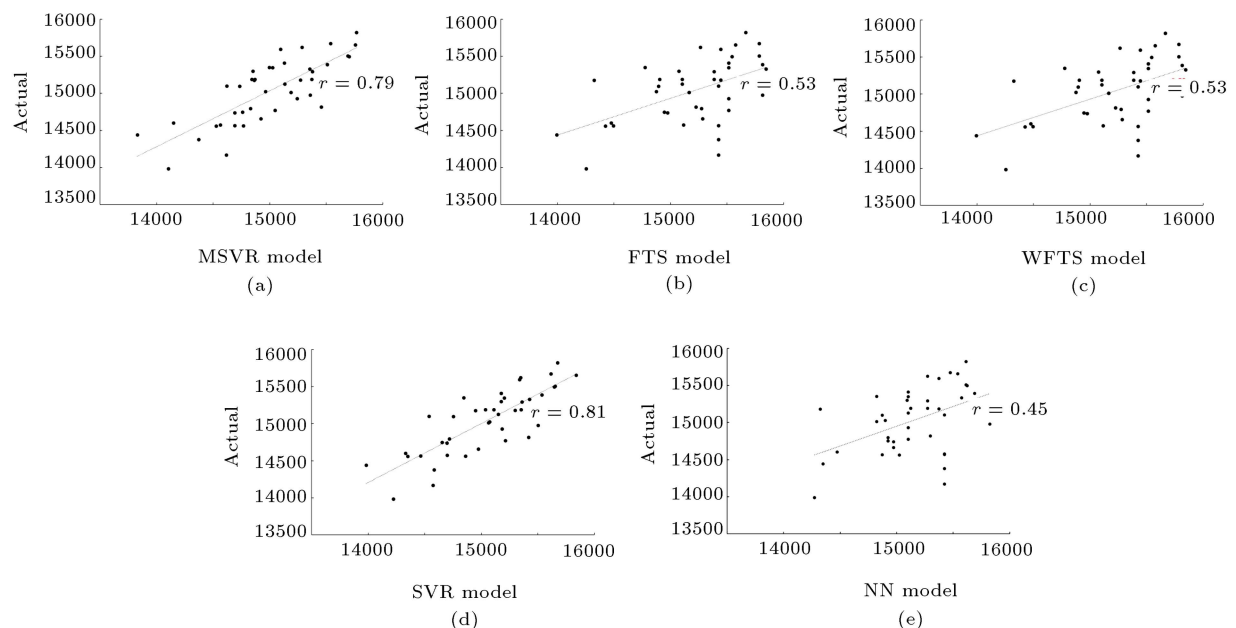 16000
15500
15000
14500
14000
13500
Actual
r = 0.79
14000 15000 16000
MSVR model
(a)
16000
15500
15000
14500
14000
13500
Actual
r = 0.53
14000 15000 16000
FTS model
(b)
16000
15500
15000
14500
14000
13500
Actual
r = 0.53
14000 15000 16000
WFTS model
(c)
16000
15500
15000
14500
14000
13500
Actual
r = 0.81
14000 15000 16000
SVR model
(d)
16000
15500
15000
14500
14000
13500
Actual
r = 0.45
14000 15000 16000
NN model
(e)